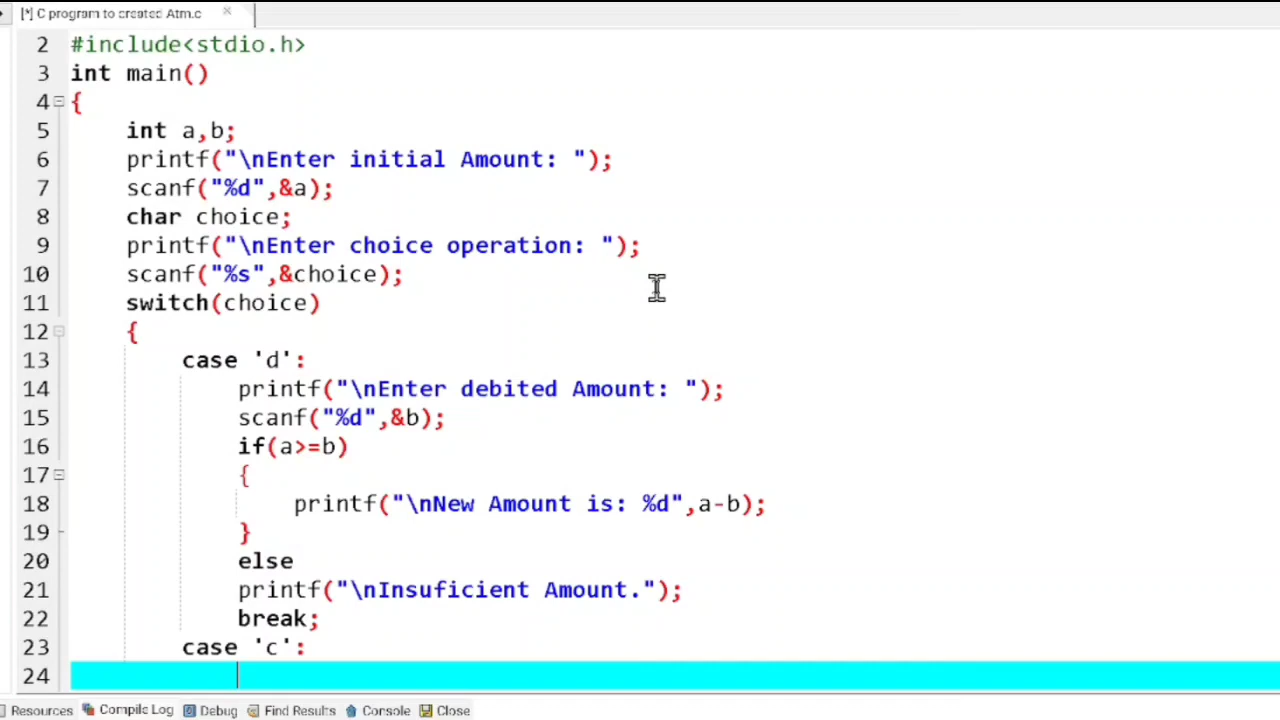 [*] C program to created Atm.c ×
2 #include<stdio.h>
3 int main()
4 {
5 int a,b;
6 printf("\nEnter initial Amount: ");
7 scanf("%d",&a);
8 char choice;
9 printf("\nEnter choice operation: ");
10 scanf("%s",&choice);
11 switch(choice)
12 {
13 case 'd':
14 printf("\nEnter debited Amount: ");
15 scanf("%d",&b);
16 if(a>=b)
17 {
18 printf("\nNew Amount is: %d",a-b);
19 }
20 else
21 printf("\nInsuficient Amount.");
22 break;
23 case 'c':
24
Resources Compile Log Debug Find Results Console Close